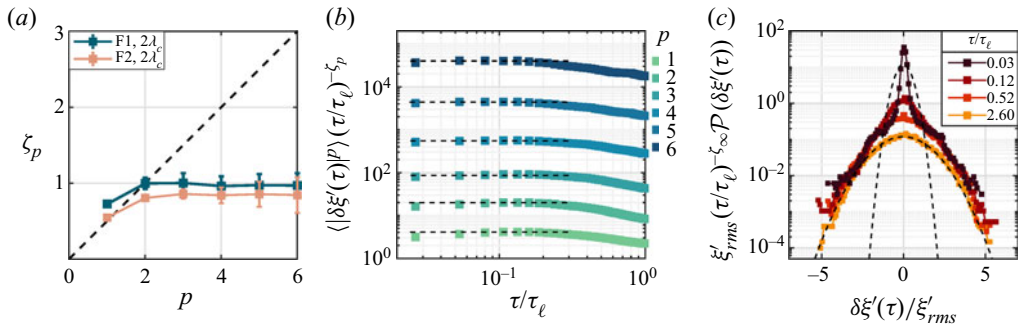 (a)
3
2
1
0
2
4
6
ζp
p
F1, 2λc
F2, 2λc
(b)
10^4
10^2
10^0
10^-1
10^0
⟨|δξ′(τ)|^p⟩(τ/τℓ)^-ζp
τ/τℓ
p
1
2
3
4
5
6
(c)
10^2
10^0
10^-2
10^-4
-5
0
5
ξ′rms(τ/τℓ)^-ζ∞ P(δξ′(τ))
δξ′(τ)/ξ′rms
τ/τℓ
0.03
0.12
0.52
2.60